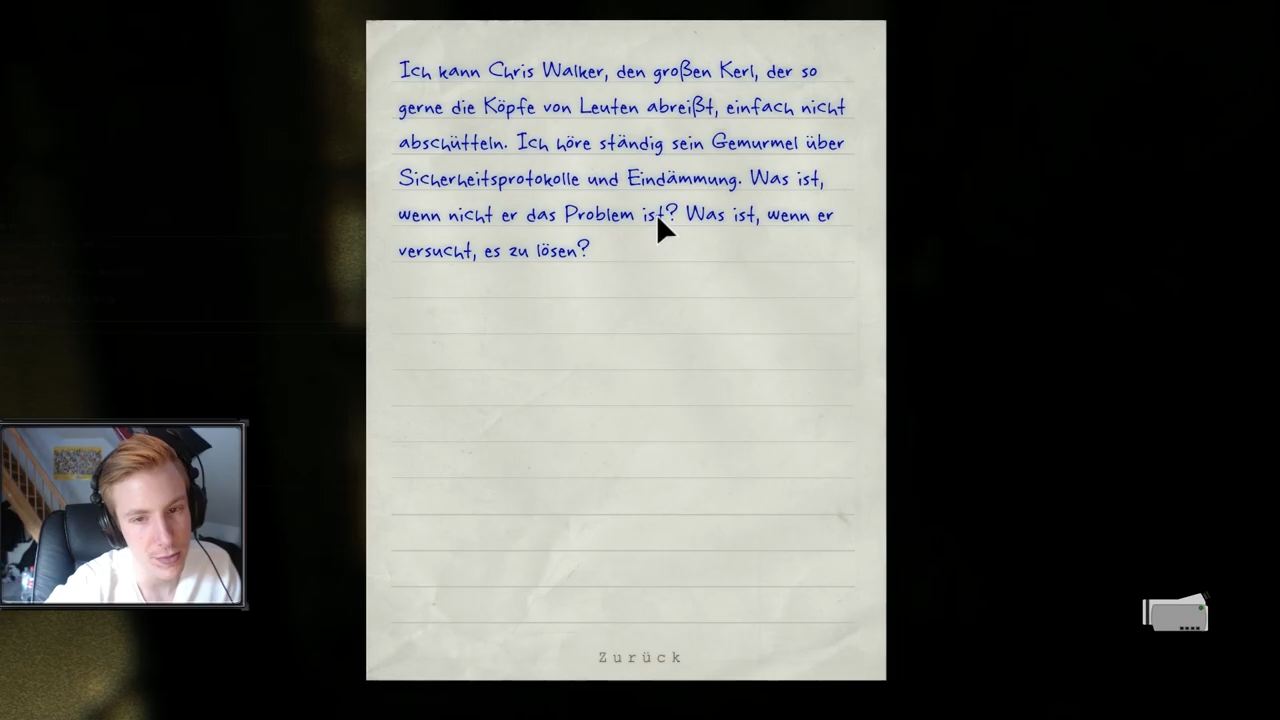 Ich kann Chris Walker, den großen Kerl, der so
gerne die Köpfe von Leuten abreißt, einfach nicht
abschütteln. Ich höre ständig sein Gemurmel über
Sicherheitsprotokolle und Eindämmung. Was ist,
wenn nicht er das Problem ist? Was ist, wenn er
versucht, es zu lösen?
Zurück